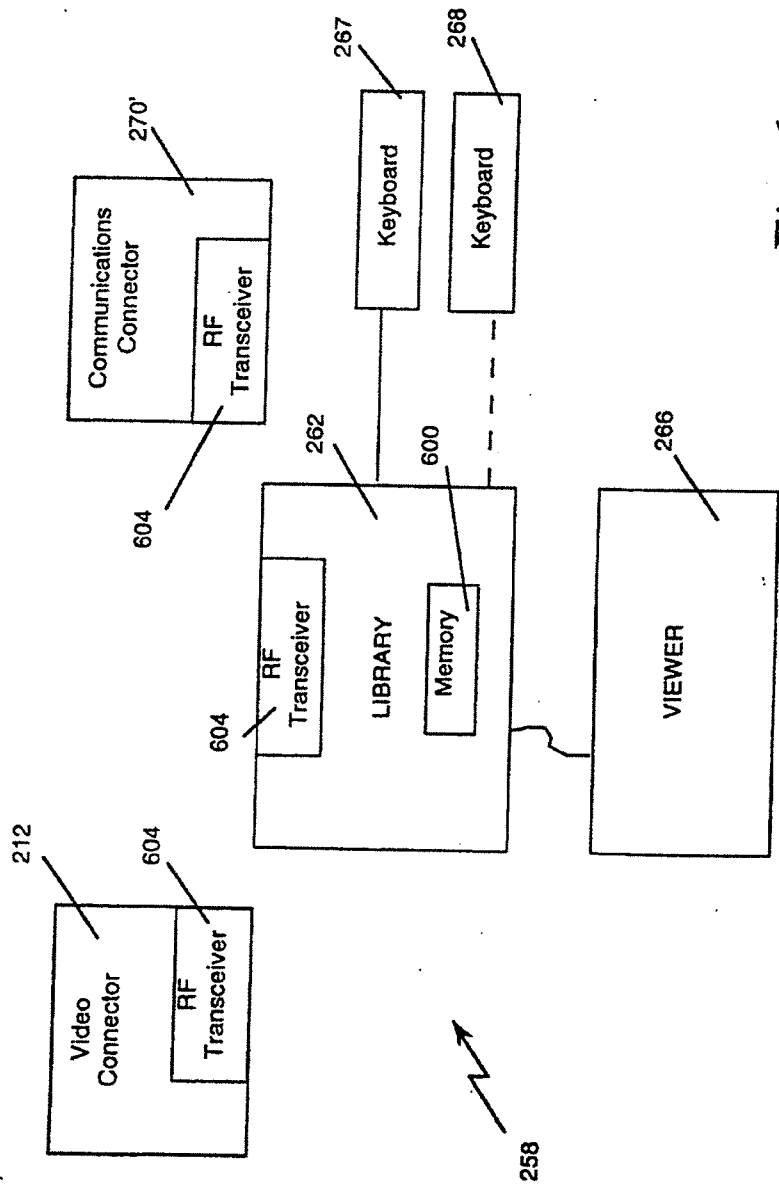 212
604
Video
Connector
RF
Transceiver
604
270'
Communications
Connector
RF
Transceiver
604
RF
Transceiver
LIBRARY
Memory
262
600
267
Keyboard
268
Keyboard
258
VIEWER
266